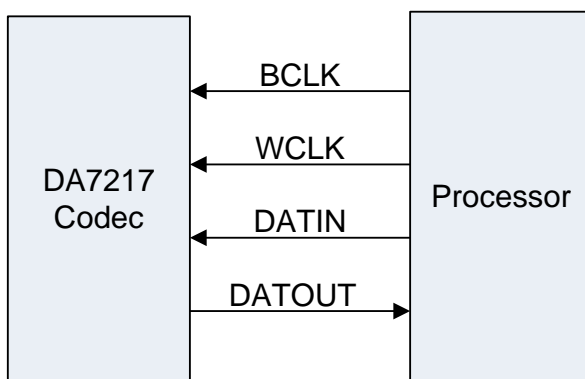 BCLK
WCLK
DA7217
Codec
Processor
DATIN
DATOUT